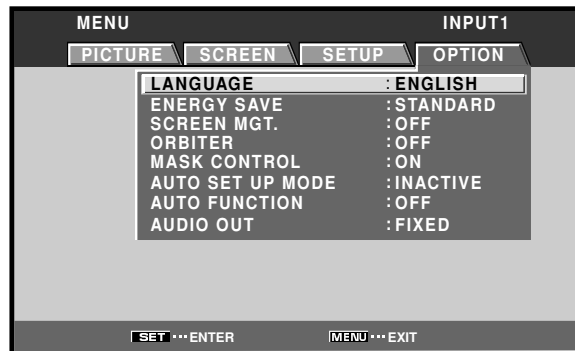 MENU INPUT1
PICTURE SCREEN SETUP OPTION
LANGUAGE : ENGLISH
ENERGY SAVE : STANDARD
SCREEN MGT. : OFF
ORBITER : OFF
MASK CONTROL : ON
AUTO SET UP MODE : INACTIVE
AUTO FUNCTION : OFF
AUDIO OUT : FIXED
SET ··· ENTER MENU ··· EXIT